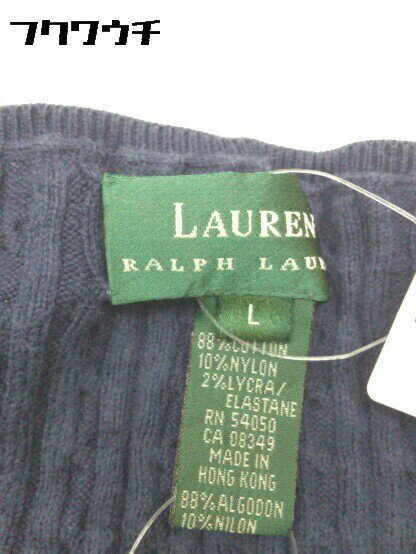 フクウウチ
LAUREN
RALPH LAU
L
88%COTTON
10%NYLON
2%LYCRA/
ELASTANE
RN 54050
CA 08349
MADE IN
HONG KONG
88%ALGODON
10%NILON